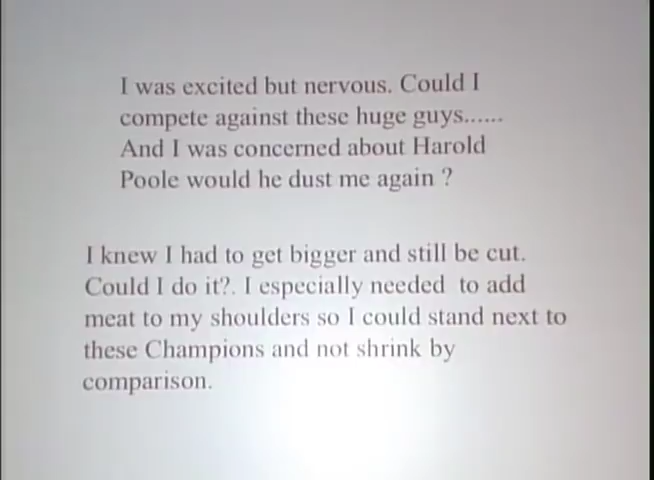 I was excited but nervous. Could I
compete against these huge guys......
And I was concerned about Harold
Poole would he dust me again ?
I knew I had to get bigger and still be cut.
Could I do it?. I especially needed to add
meat to my shoulders so I could stand next to
these Champions and not shrink by
comparison.